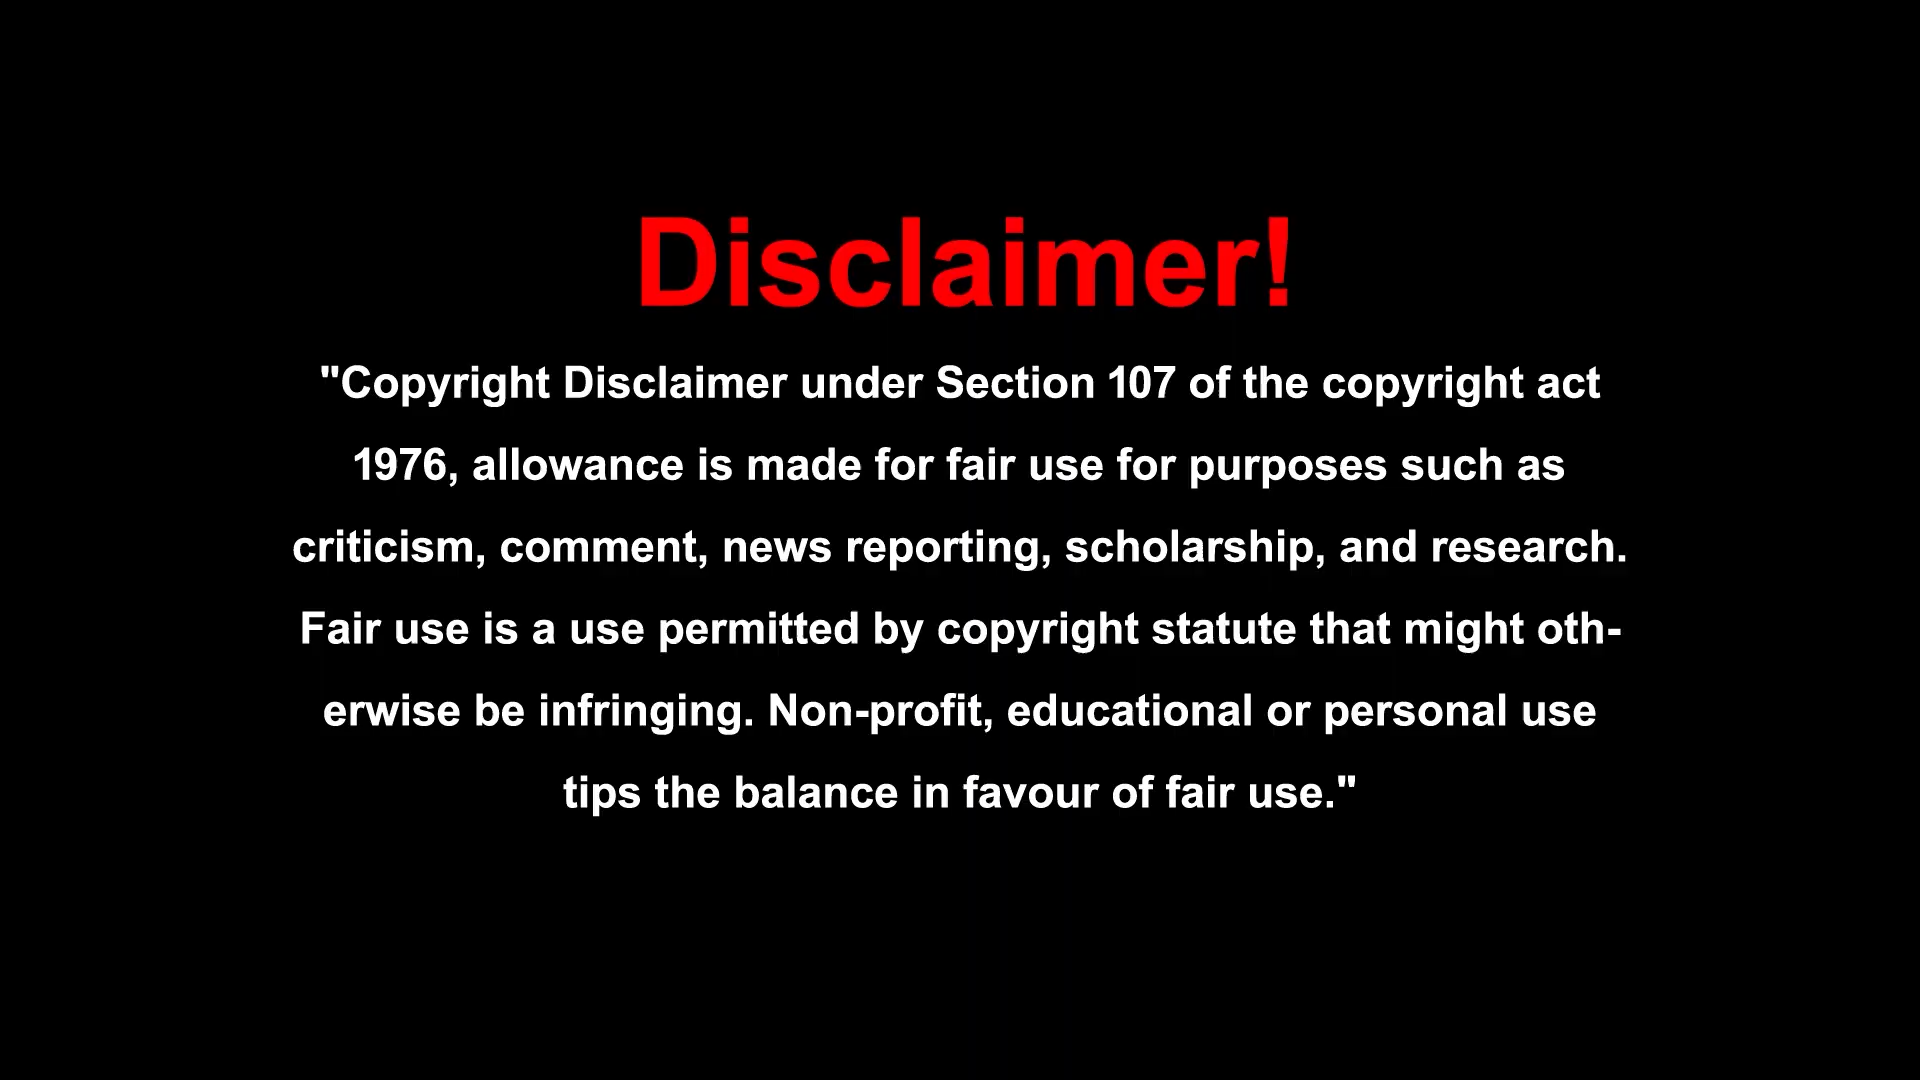 Disclaimer!
"Copyright Disclaimer under Section 107 of the copyright act
1976, allowance is made for fair use for purposes such as
criticism, comment, news reporting, scholarship, and research.
Fair use is a use permitted by copyright statute that might oth-
erwise be infringing. Non-profit, educational or personal use
tips the balance in favour of fair use."